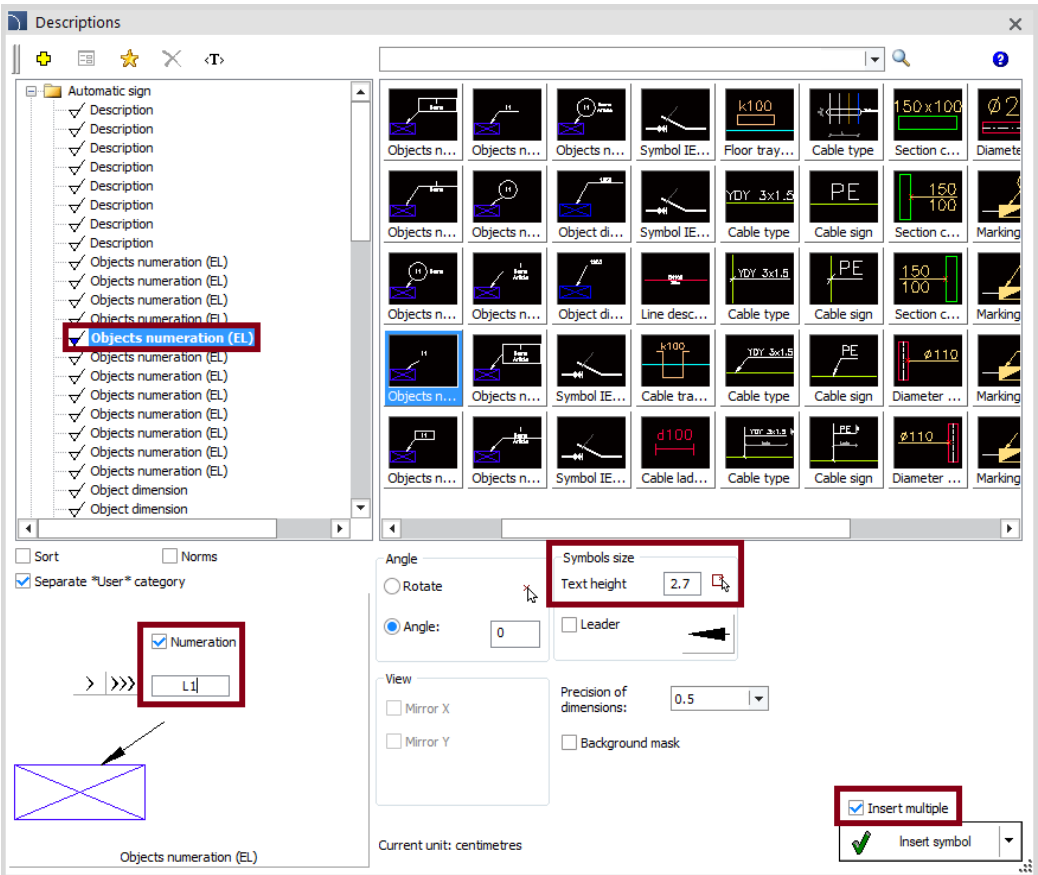 Descriptions
<T>
Automatic sign
Description
Description
Description
Description
Description
Description
Description
Description
Objects numeration (EL)
Objects numeration (EL)
Objects numeration (EL)
Objects numeration (EL)
Objects numeration (EL)
Objects numeration (EL)
Objects numeration (EL)
Objects numeration (EL)
Objects numeration (EL)
Objects numeration (EL)
Objects numeration (EL)
Objects numeration (EL)
Object dimension
Object dimension
k100
150x100
Ø2
Objects n... Objects n... Objects n... Symbol IE... Floor tray... Cable type Section c... Diamete
YDY 3x1.5
PE
150
100
Objects n... Objects n... Object di... Symbol IE... Cable type Cable sign Section c... Marking
YDY 3x1.5
PE
150
100
Objects n... Objects n... Object di... Line desc... Cable type Cable sign Section c... Marking
k100
YDY 3x1.5
PE
ø110
Objects n... Objects n... Symbol IE... Cable tra... Cable type Cable sign Diameter ... Marking
d100
YDY 3x1.5
PE
ø110
Objects n... Objects n... Symbol IE... Cable lad... Cable type Cable sign Diameter ... Marking
Sort Norms
Separate *User* category
Numeration
L1
Objects numeration (EL)
Angle
Rotate
Angle: 0
View
Mirror X
Mirror Y
Symbols size
Text height 2.7
Leader
Precision of
dimensions: 0.5
Background mask
Current unit: centimetres
Insert multiple
Insert symbol